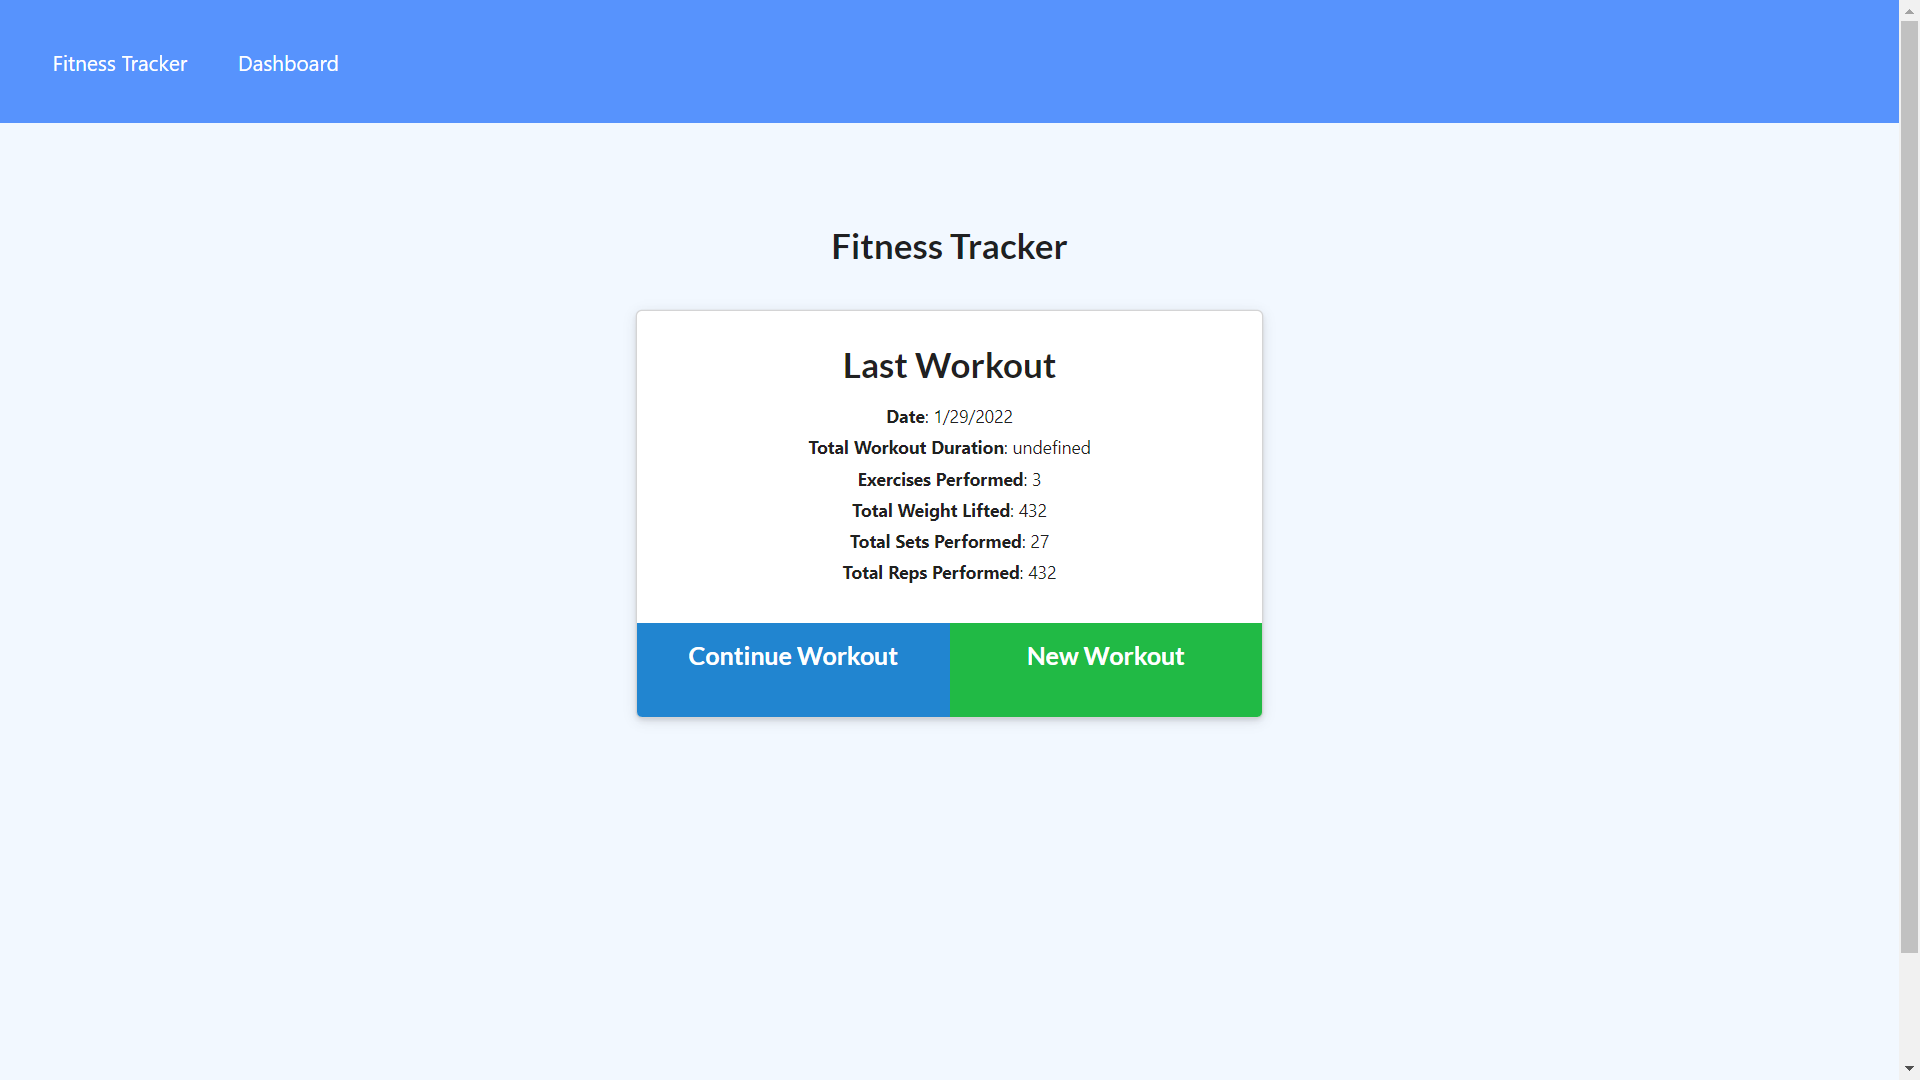 Fitness Tracker Dashboard
Fitness Tracker
Last Workout
Date: 1/29/2022
Total Workout Duration: undefined
Exercises Performed: 3
Total Weight Lifted: 432
Total Sets Performed: 27
Total Reps Performed: 432
Continue Workout New Workout